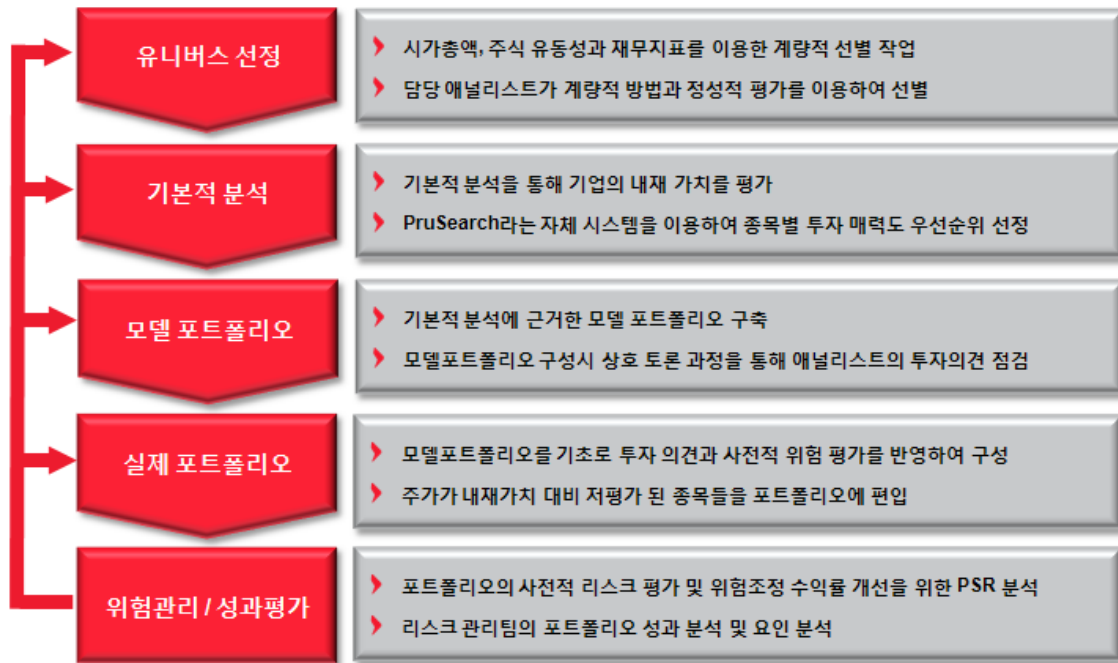 유니버스 선정
시가총액, 주식 유동성과 재무지표를 이용한 계량적 선별 작업
담당 애널리스트가 계량적 방법과 정성적 평가를 이용하여 선별
기본적 분석
기본적 분석을 통해 기업의 내재 가치를 평가
PruSearch라는 자체 시스템을 이용하여 종목별 투자 매력도 우선순위 선정
모델 포트폴리오
기본적 분석에 근거한 모델 포트폴리오 구축
모델포트폴리오 구성시 상호 토론 과정을 통해 애널리스트의 투자의견 점검
실제 포트폴리오
모델포트폴리오를 기초로 투자 의견과 사전적 위험 평가를 반영하여 구성
주가가 내재가치 대비 저평가 된 종목들을 포트폴리오에 편입
위험관리 / 성과평가
포트폴리오의 사전적 리스크 평가 및 위험조정 수익률 개선을 위한 PSR 분석
리스크 관리팀의 포트폴리오 성과 분석 및 요인 분석